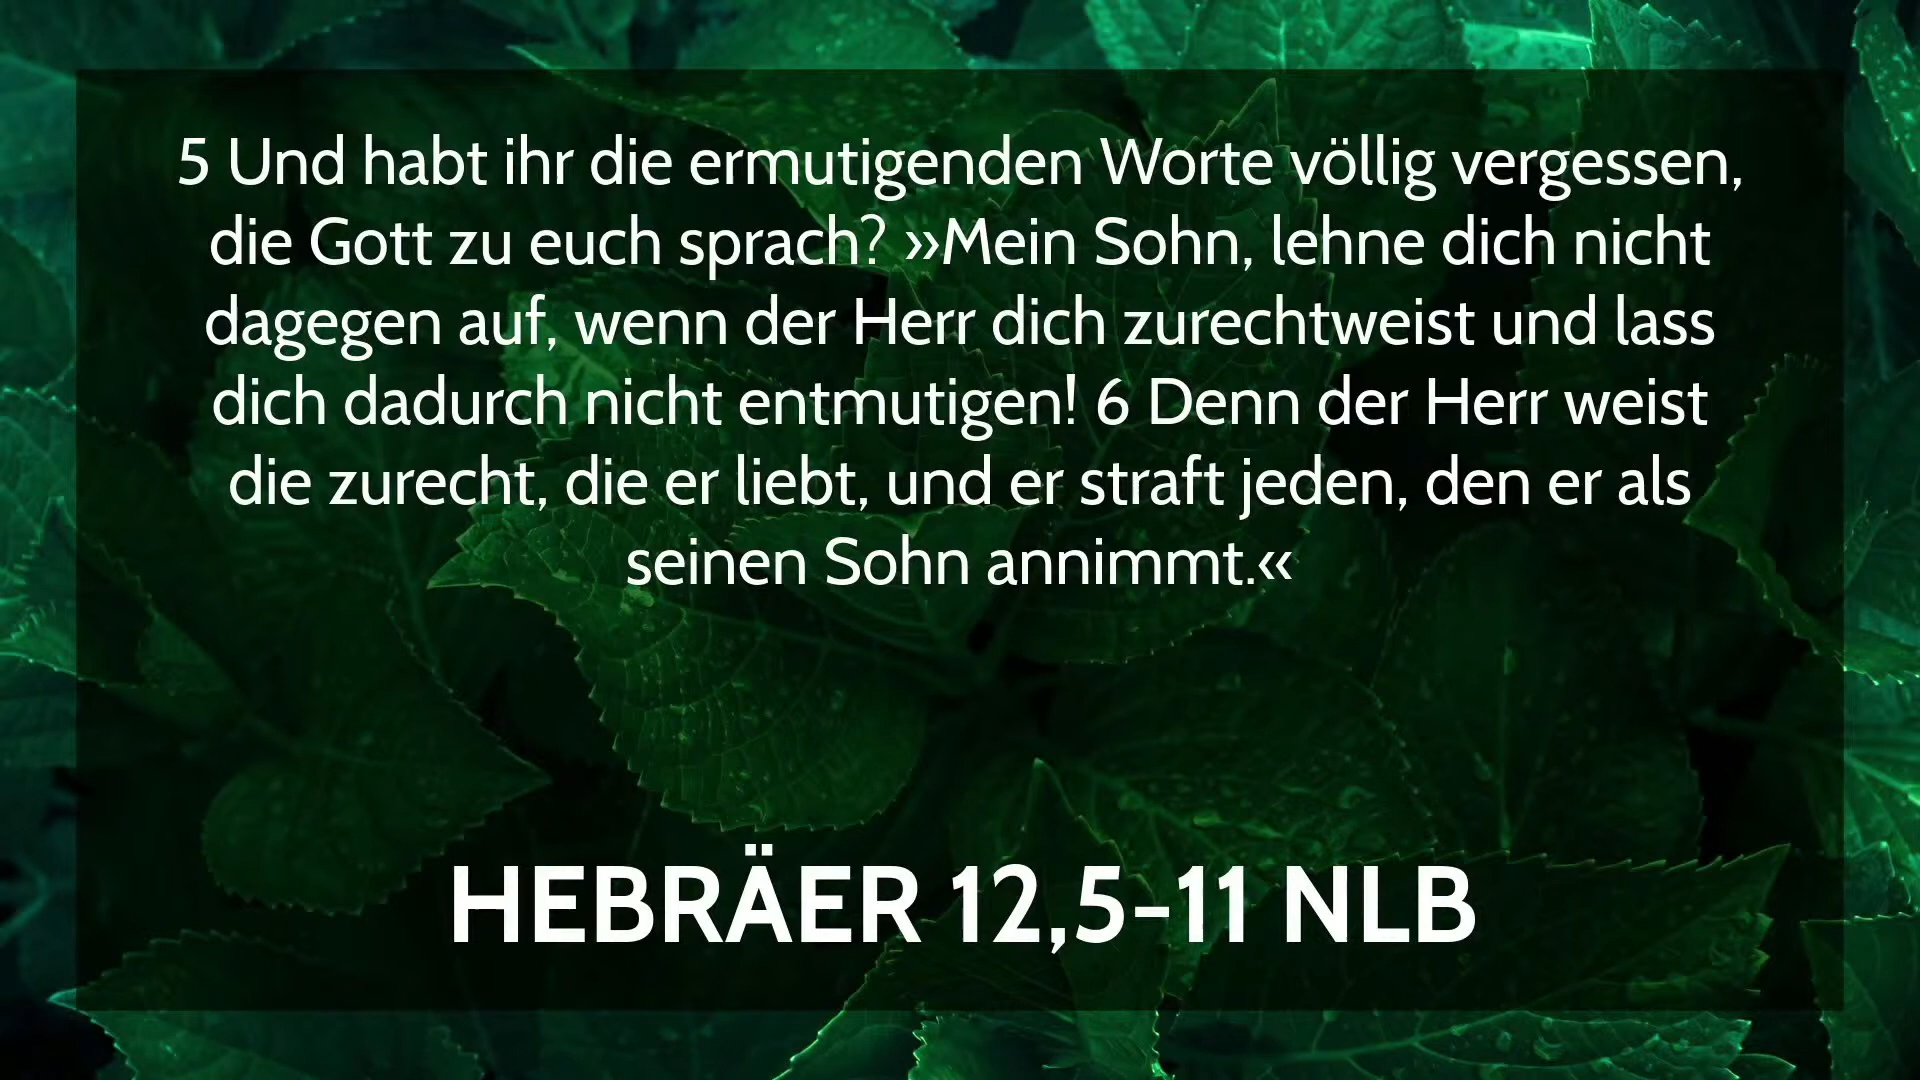 5 Und habt ihr die ermutigenden Worte völlig vergessen,
die Gott zu euch sprach? »Mein Sohn, lehne dich nicht
dagegen auf, wenn der Herr dich zurechtweist und lass
dich dadurch nicht entmutigen! 6 Denn der Herr weist
die zurecht, die er liebt, und er straft jeden, den er als
seinen Sohn annimmt.«
HEBRÄER 12,5-11 NLB